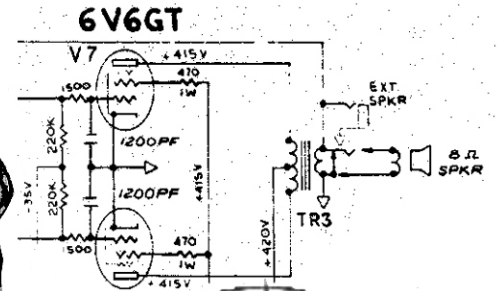 6V6GT
V7
+415V
470
1W
1500
EXT.
SPKR
220K
1200PF
8 Ω
SPKR
-35V
+415V
1200PF
220K
+420V
TR3
1500
470
1W
+415V